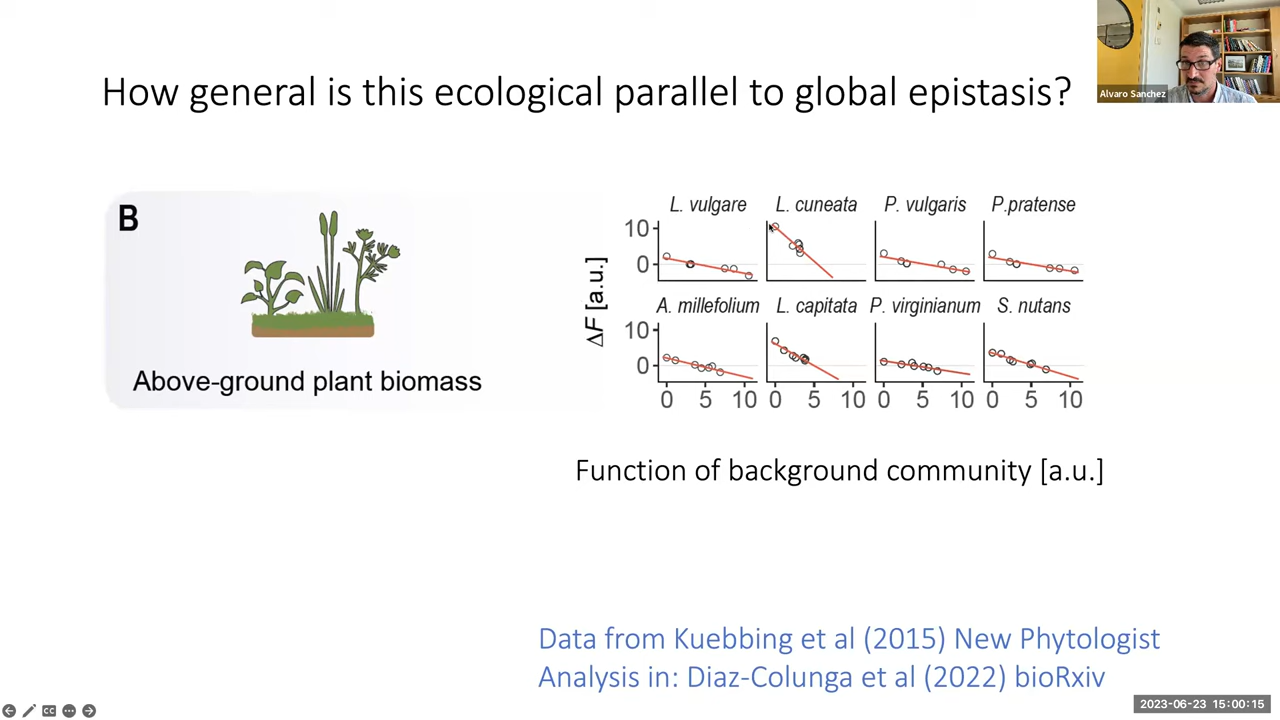 How general is this ecological parallel to global epistasis?
Alvaro Sanchez
B
Above-ground plant biomass
L. vulgare L. cuneata P. vulgaris P.pratense
10
0
ΔF [a.u.]
A. millefolium L. capitata P. virginianum S. nutans
10
0
0 5 10 0 5 10 0 5 10 0 5 10
Function of background community [a.u.]
Data from Kuebbing et al (2015) New Phytologist
Analysis in: Diaz-Colunga et al (2022) bioRxiv
CC
2023-06-23 15:00:15